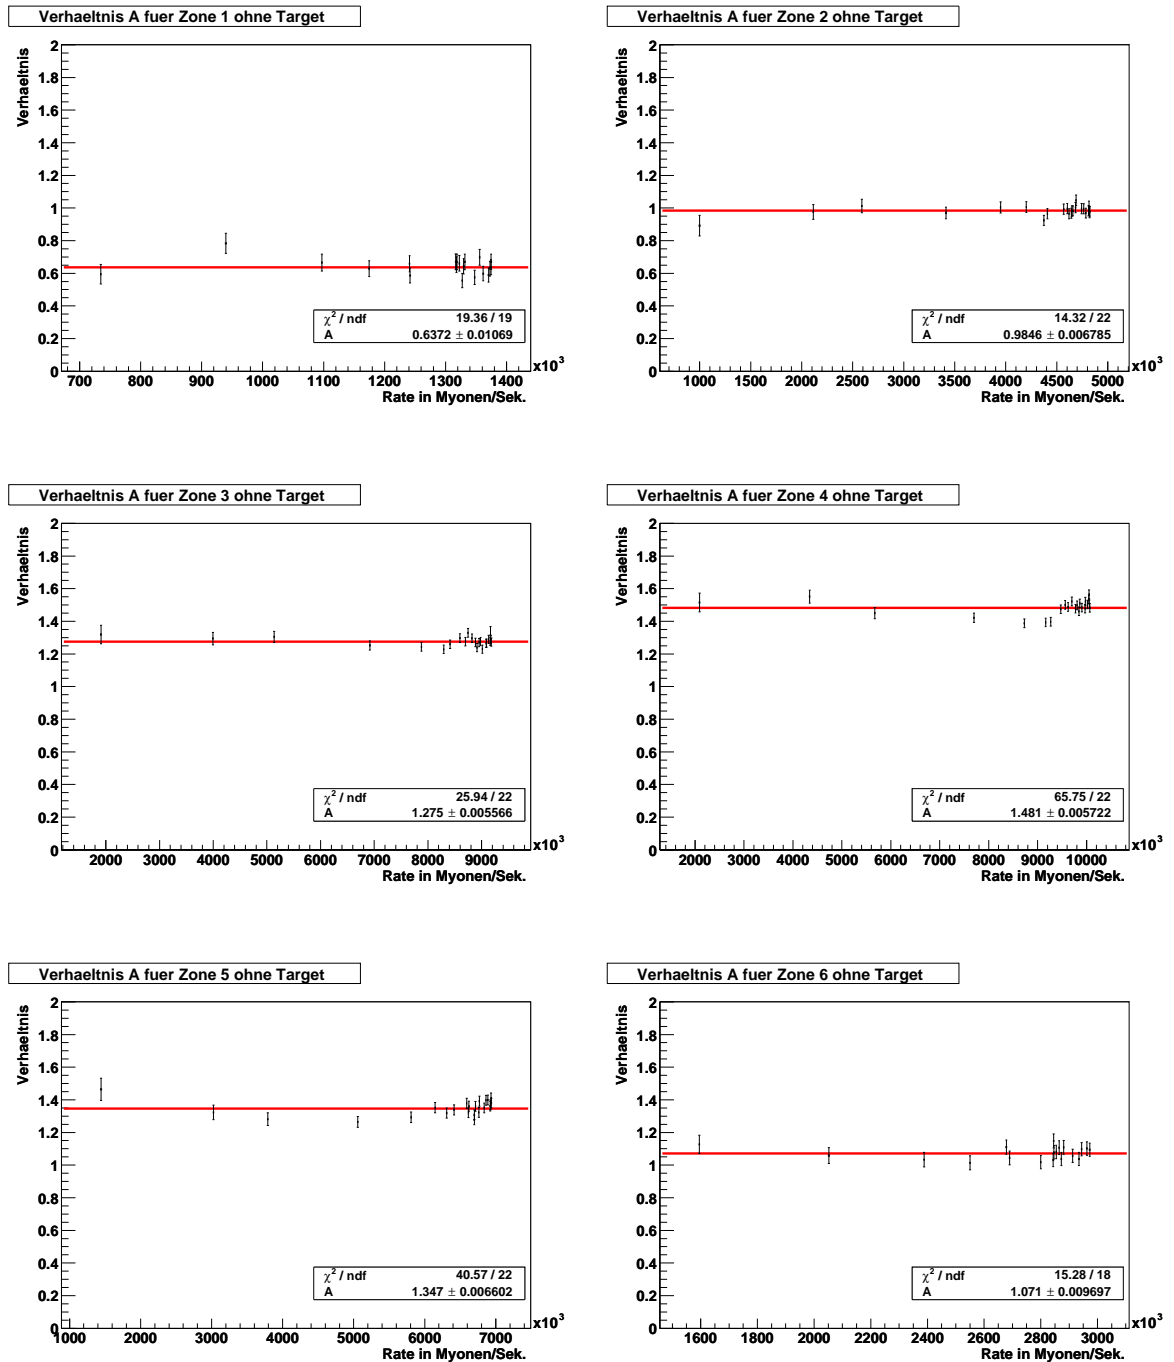 Verhaeltnis A fuer Zone 1 ohne Target
Verhaeltnis
2
1.8
1.6
1.4
1.2
1
0.8
0.6
0.4
0.2
0
χ² / ndf 19.36 / 19
A 0.6372 ± 0.01069
700 800 900 1000 1100 1200 1300 1400 x10³
Rate in Myonen/Sek.
Verhaeltnis A fuer Zone 2 ohne Target
Verhaeltnis
2
1.8
1.6
1.4
1.2
1
0.8
0.6
0.4
0.2
0
χ² / ndf 14.32 / 22
A 0.9846 ± 0.006785
1000 1500 2000 2500 3000 3500 4000 4500 5000 x10³
Rate in Myonen/Sek.
Verhaeltnis A fuer Zone 3 ohne Target
Verhaeltnis
2
1.8
1.6
1.4
1.2
1
0.8
0.6
0.4
0.2
0
χ² / ndf 25.94 / 22
A 1.275 ± 0.005566
2000 3000 4000 5000 6000 7000 8000 9000 x10³
Rate in Myonen/Sek.
Verhaeltnis A fuer Zone 4 ohne Target
Verhaeltnis
2
1.8
1.6
1.4
1.2
1
0.8
0.6
0.4
0.2
0
χ² / ndf 65.75 / 22
A 1.481 ± 0.005722
2000 3000 4000 5000 6000 7000 8000 9000 10000 x10³
Rate in Myonen/Sek.
Verhaeltnis A fuer Zone 5 ohne Target
Verhaeltnis
2
1.8
1.6
1.4
1.2
1
0.8
0.6
0.4
0.2
0
χ² / ndf 40.57 / 22
A 1.347 ± 0.006602
1000 2000 3000 4000 5000 6000 7000 x10³
Rate in Myonen/Sek.
Verhaeltnis A fuer Zone 6 ohne Target
Verhaeltnis
2
1.8
1.6
1.4
1.2
1
0.8
0.6
0.4
0.2
0
χ² / ndf 15.28 / 18
A 1.071 ± 0.009697
1600 1800 2000 2200 2400 2600 2800 3000 x10³
Rate in Myonen/Sek.